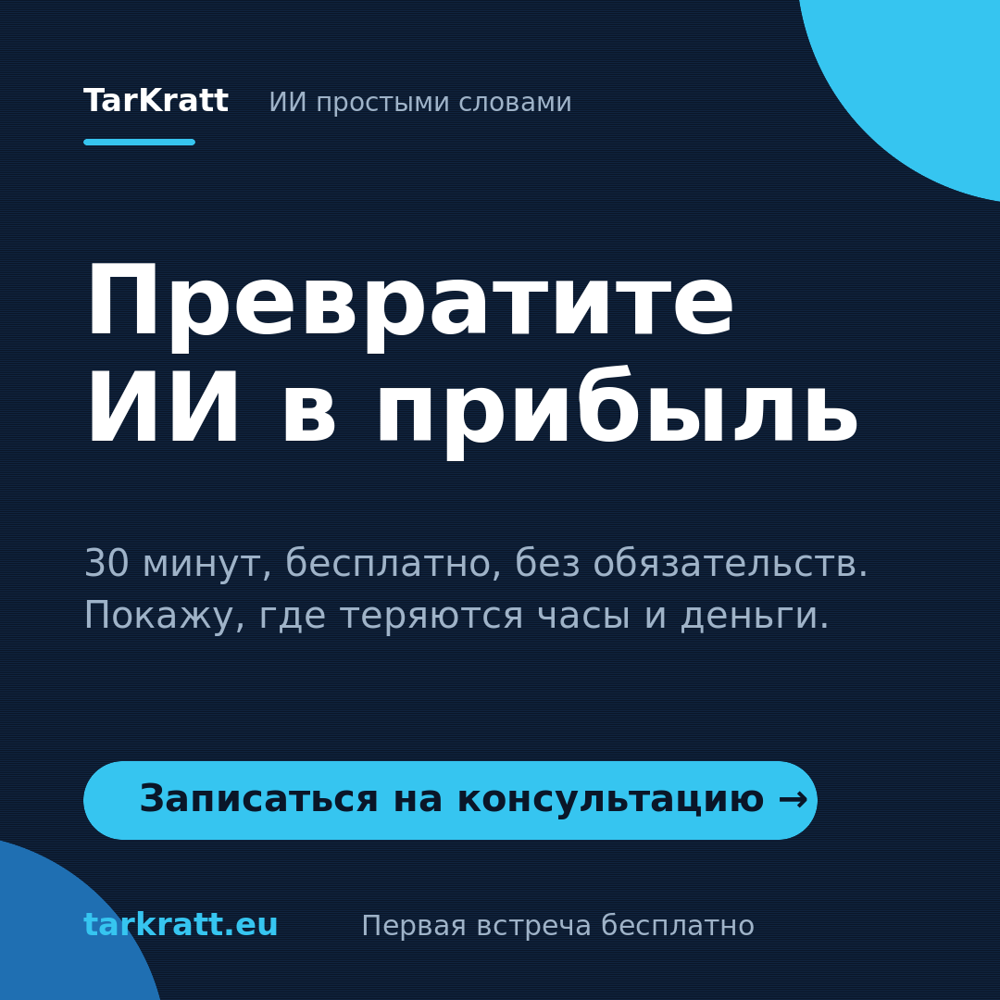 TarKratt ИИ простыми словами
Превратите
ИИ в прибыль
30 минут, бесплатно, без обязательств.
Покажу, где теряются часы и деньги.
Записаться на консультацию →
tarkratt.eu Первая встреча бесплатно